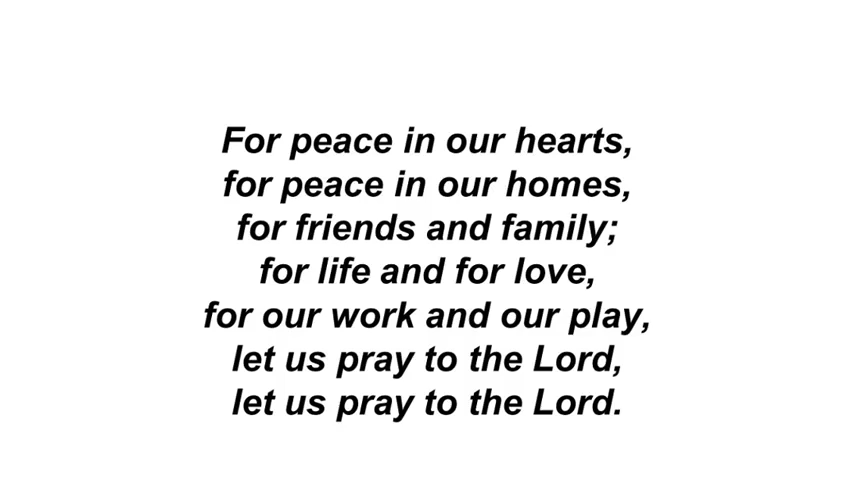 For peace in our hearts,
for peace in our homes,
for friends and family;
for life and for love,
for our work and our play,
let us pray to the Lord,
let us pray to the Lord.